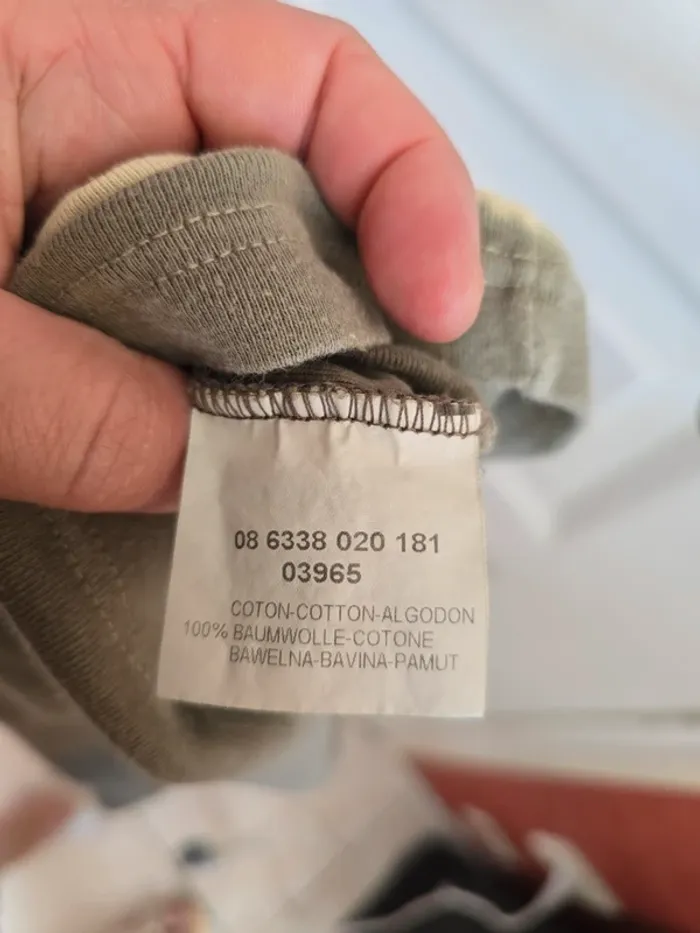 08 6338 020 181
03965
COTON-COTTON-ALGODON
100% BAUMWOLLE-COTONE
BAWELNA-BAVINA-PAMUT